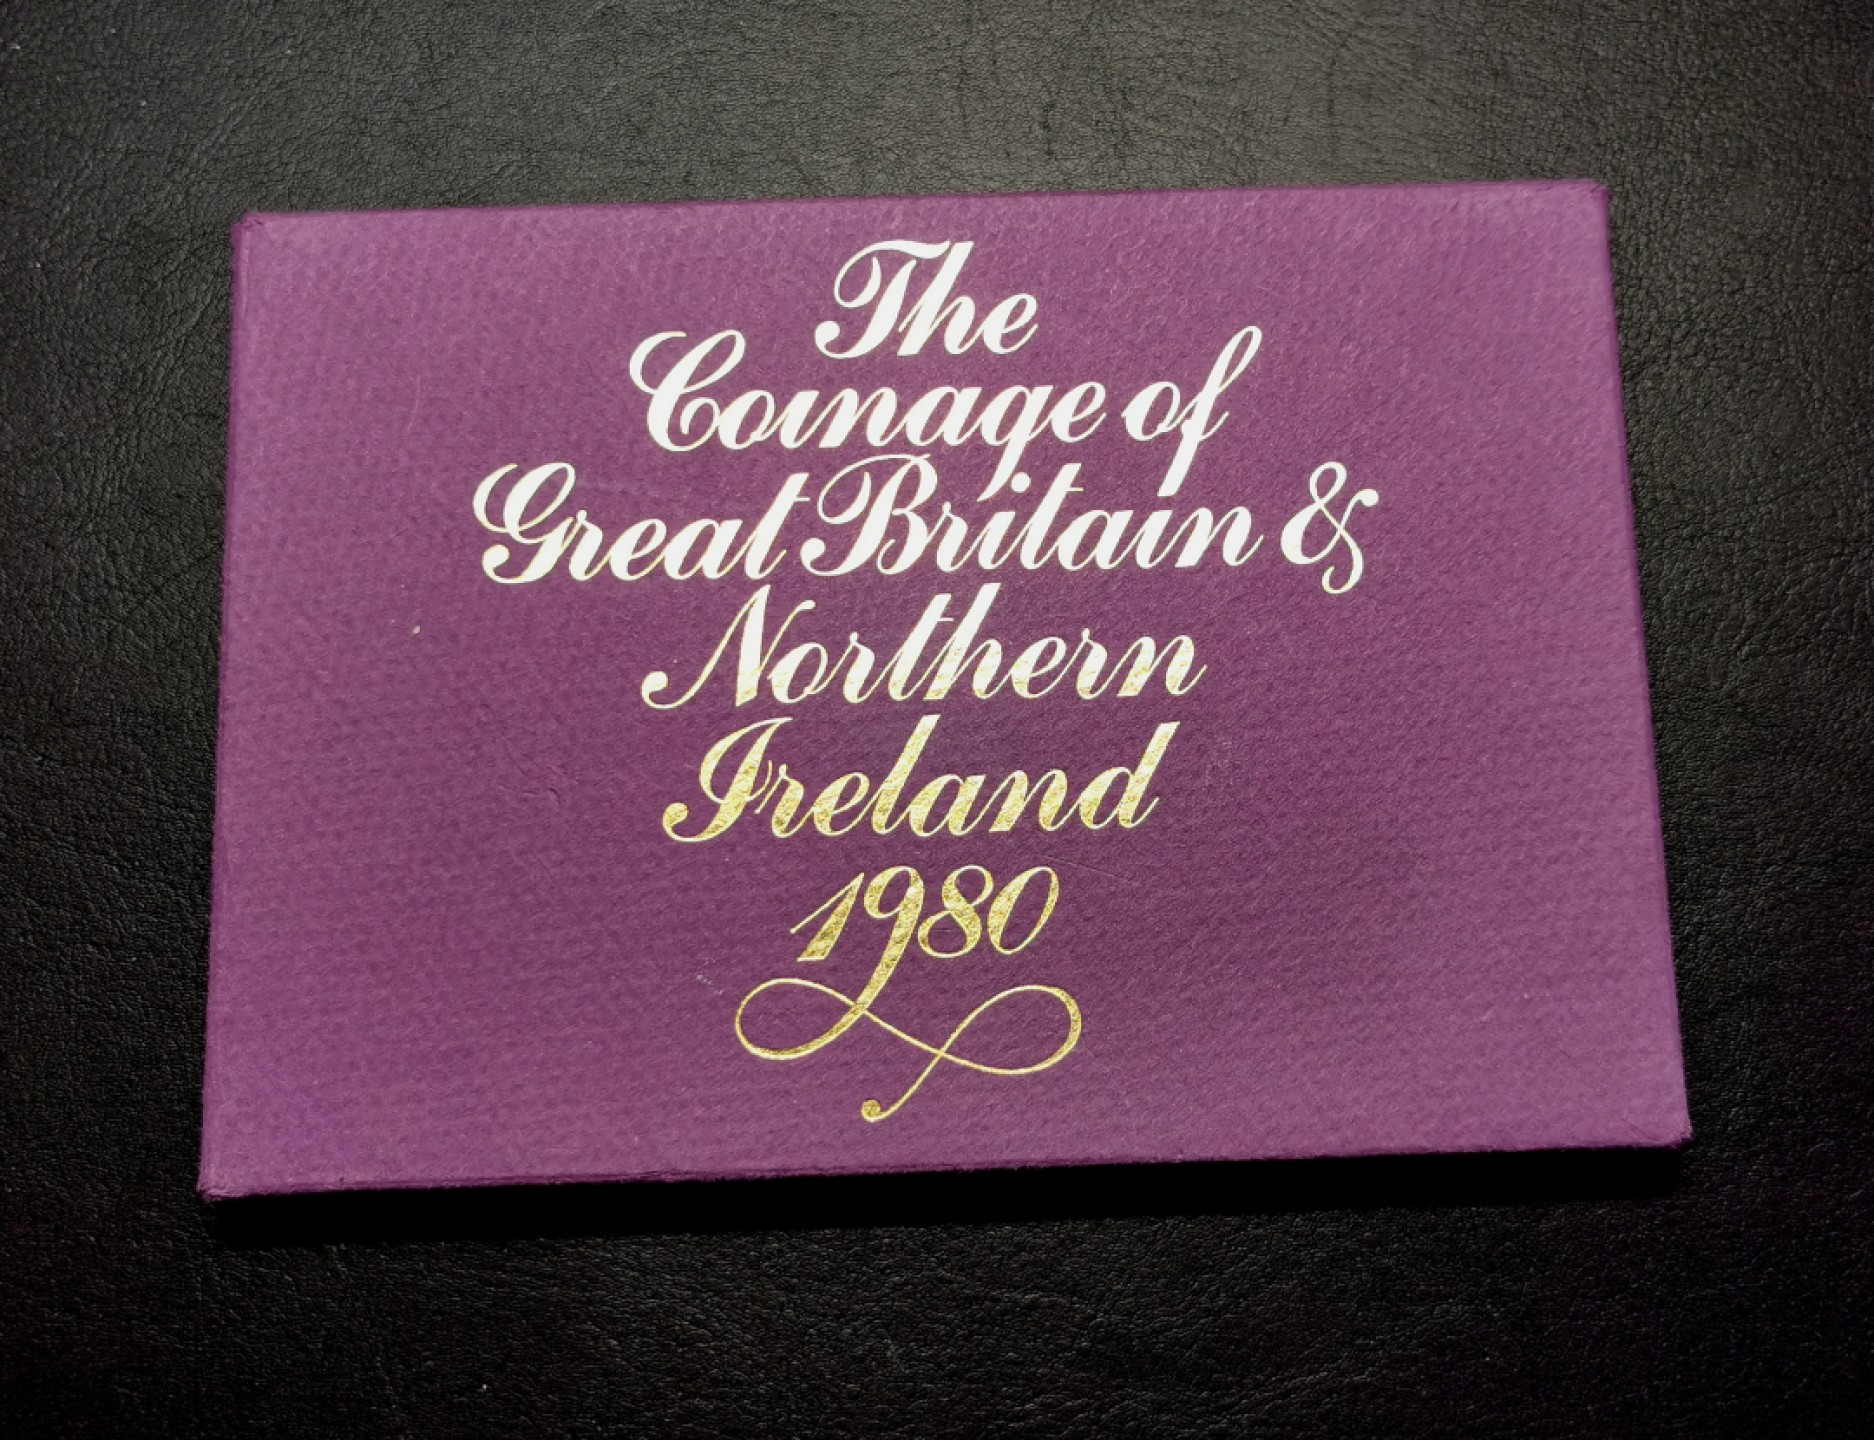 The
Coinage of
Great Britain &
Northern
Ireland
1980